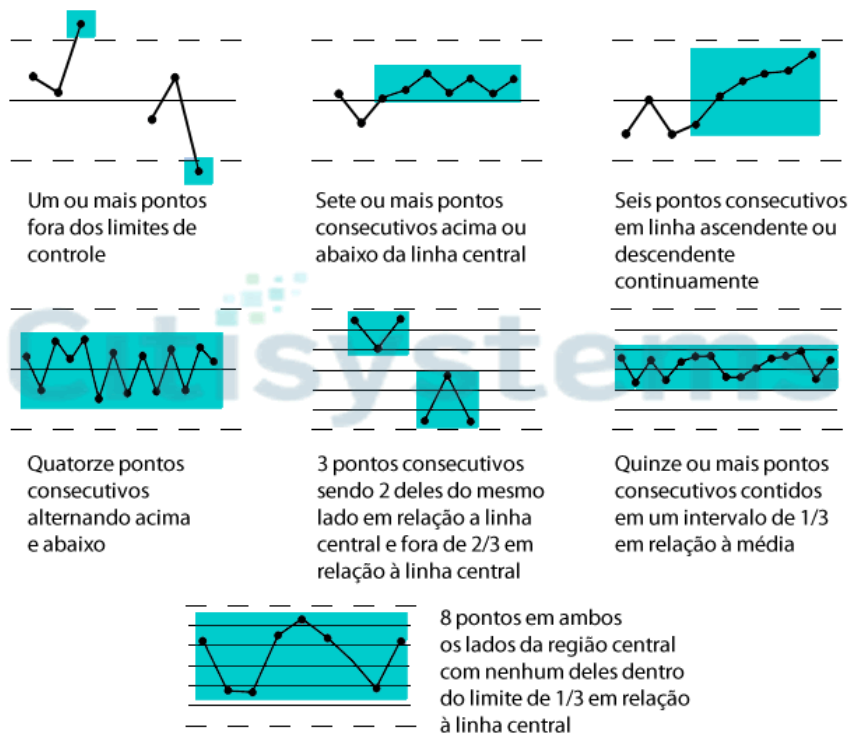 Um ou mais pontos
fora dos limites de
controle
Sete ou mais pontos
consecutivos acima ou
abaixo da linha central
Seis pontos consecutivos
em linha ascendente ou
descendente
continuamente
Citisystems
Quatorze pontos
consecutivos
alternando acima
e abaixo
3 pontos consecutivos
sendo 2 deles do mesmo
lado em relação a linha
central e fora de 2/3 em
relação à linha central
Quinze ou mais pontos
consecutivos contidos
em um intervalo de 1/3
em relação à média
8 pontos em ambos
os lados da região central
com nenhum deles dentro
do limite de 1/3 em relação
à linha central